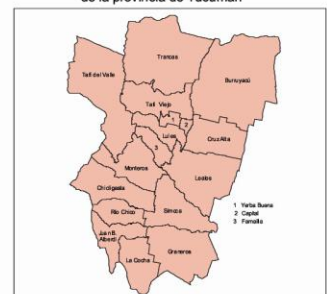 de la provincia de Tucumán
Trancas
Tafí del Valle
Burruyacú
Tafí Viejo
1
2
Lules
Cruz Alta
3
Monteros
Leales
Chicligasta
1 Yerba Buena
2 Capital
3 Famaillá
Río Chico
Simoca
Juan B.
Alberdi
Graneros
La Cocha